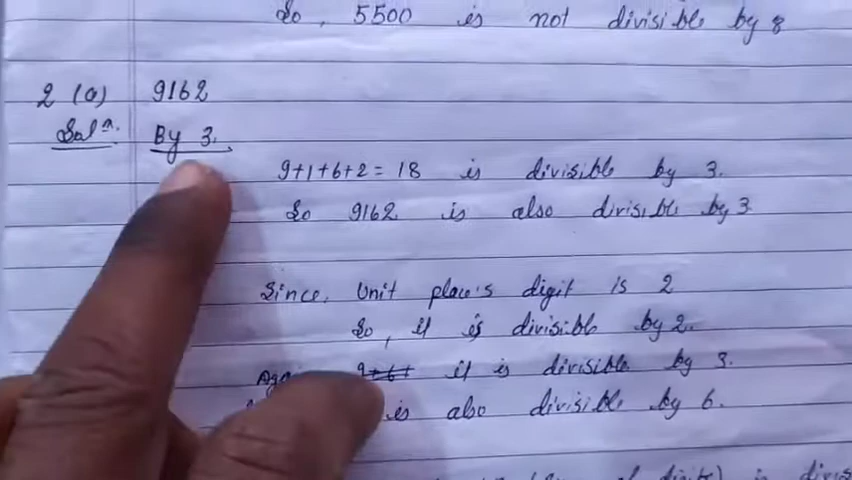 So, 5500 is not divisible by 8
2 (a) 9162
Solⁿ. By 3.
9+1+6+2 = 18 is divisible by 3.
So 9162 is also divisible by 3
Since, Unit place's digit is 2
So, it is divisible by 2.
it is divisible by 3.
is also divisible by 6.